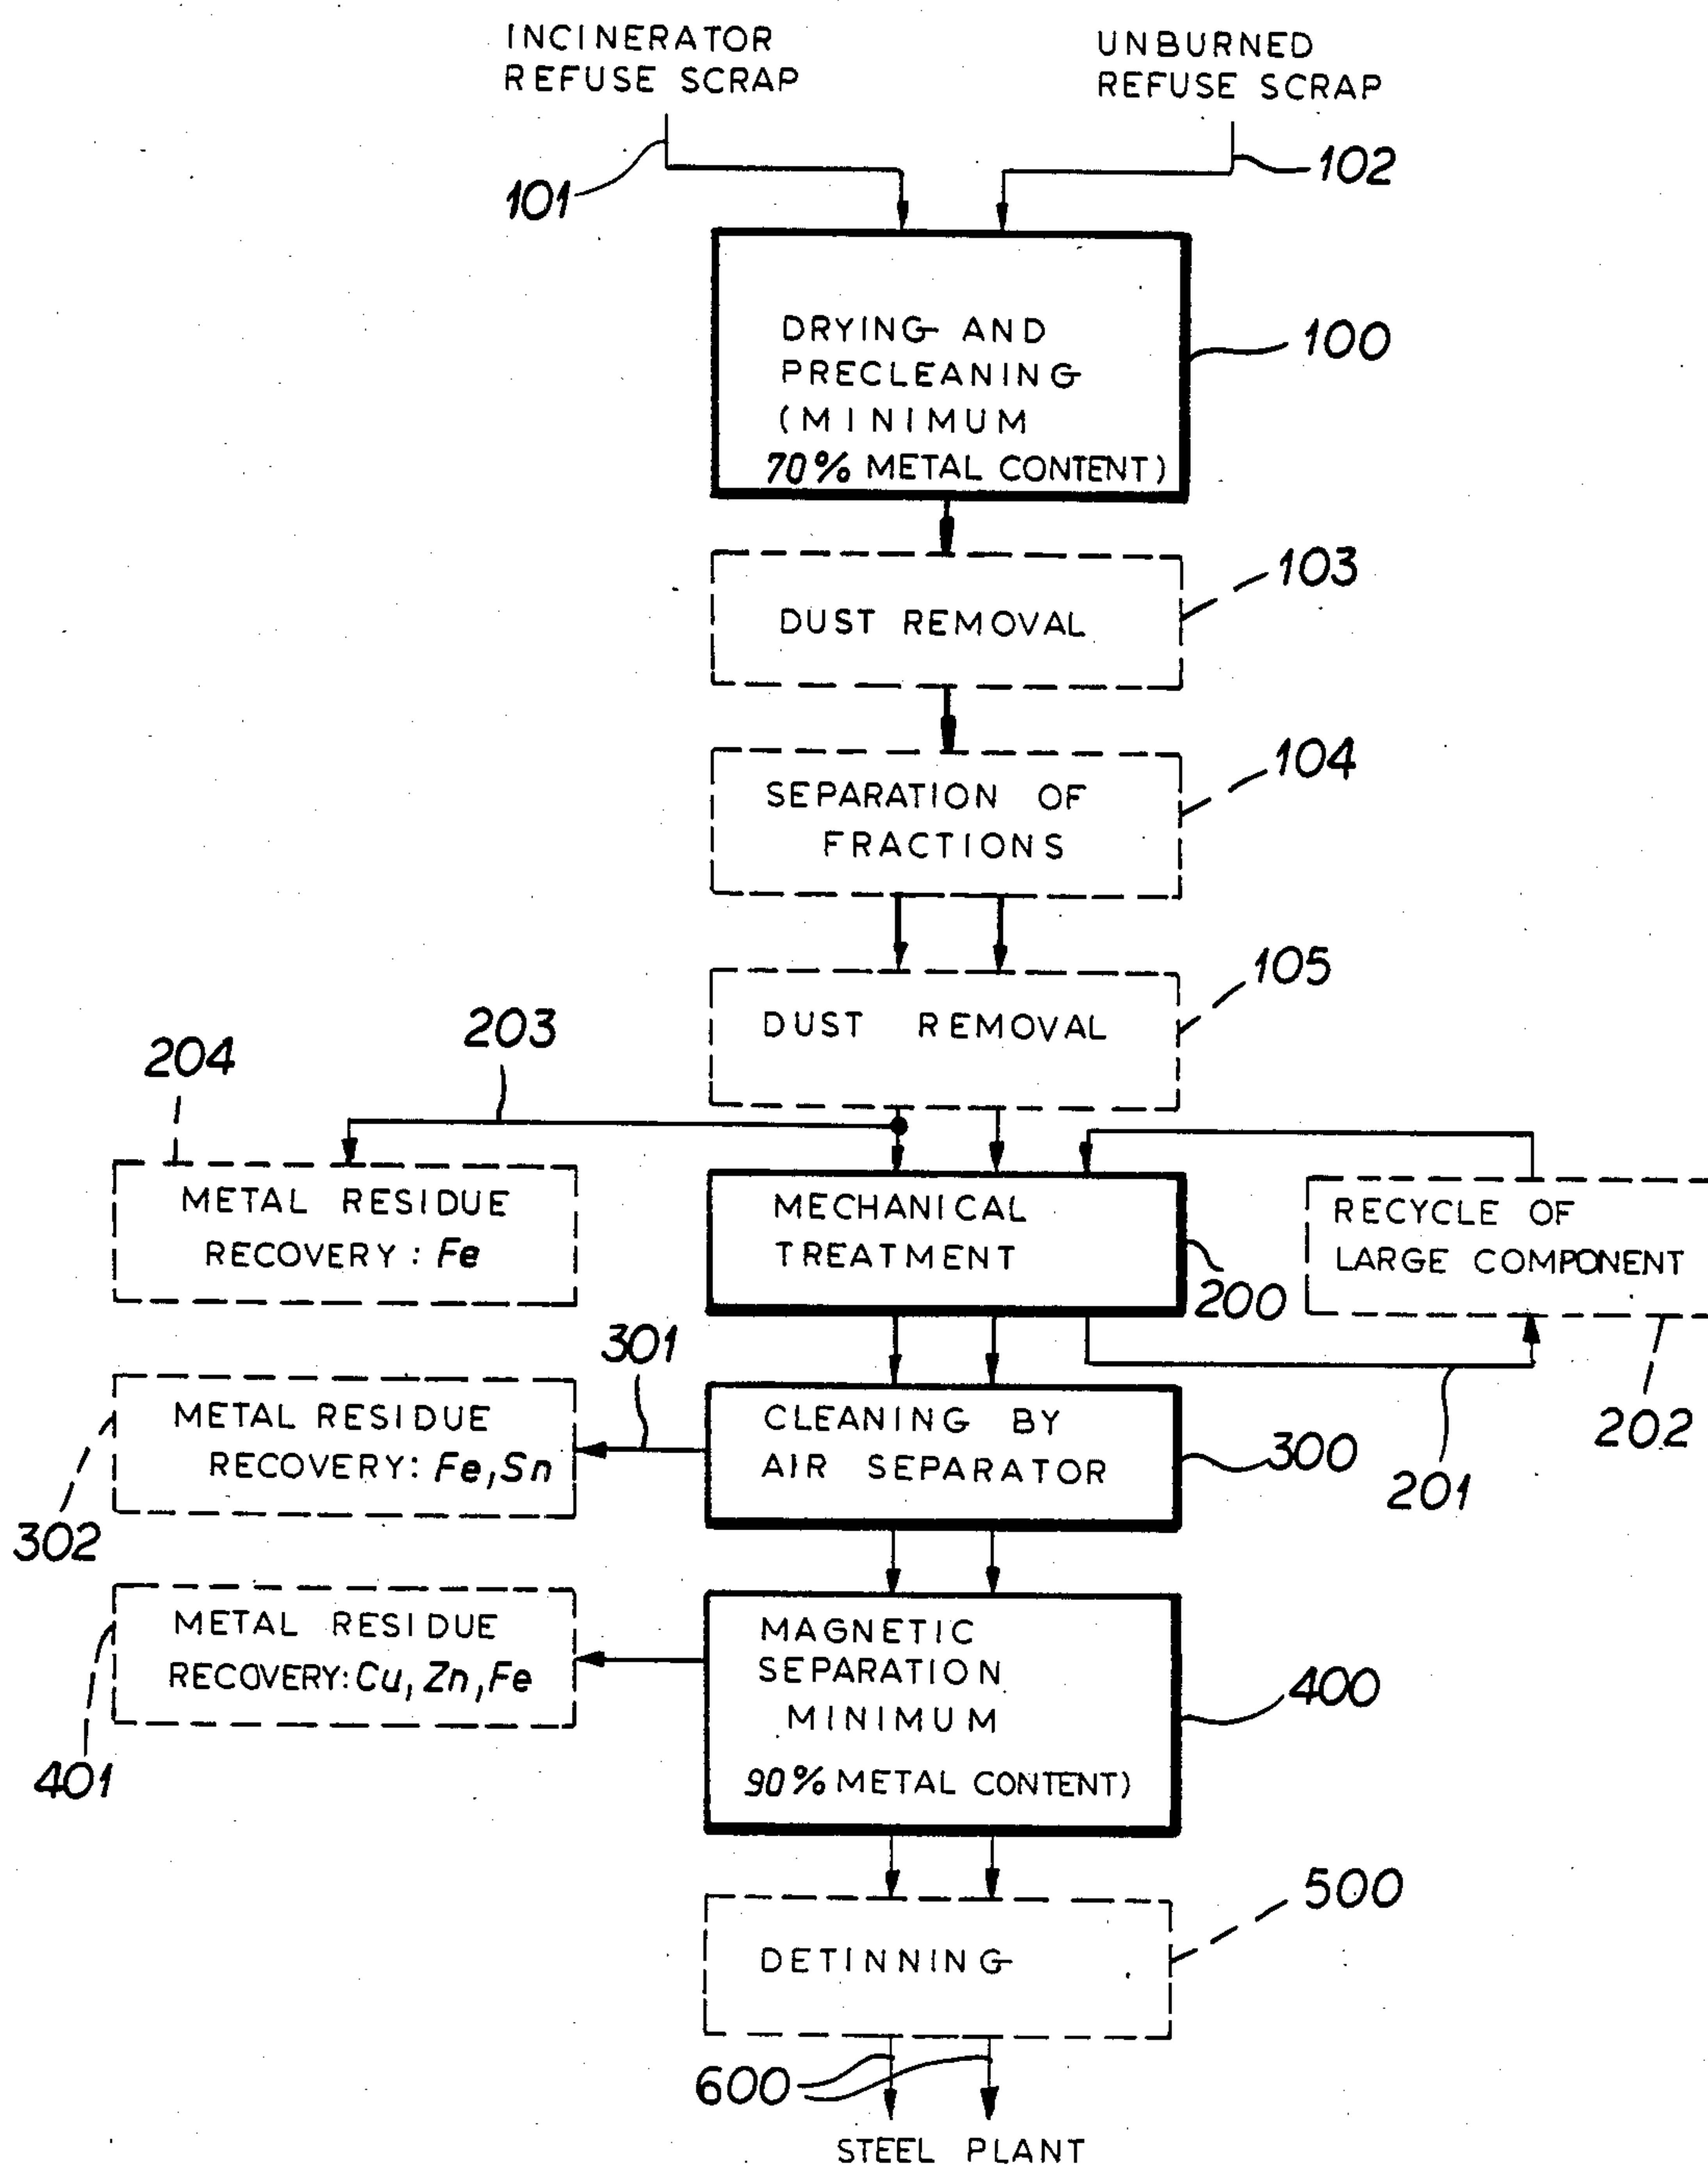 INCINERATOR
REFUSE SCRAP
UNBURNED
REFUSE SCRAP
101
102
DRYING AND
PRECLEANING
(MINIMUM
70% METAL CONTENT)
100
DUST REMOVAL
103
SEPARATION OF
FRACTIONS
104
DUST REMOVAL
105
203
204
METAL RESIDUE
RECOVERY: Fe
MECHANICAL
TREATMENT
200
RECYCLE OF
LARGE COMPONENT
202
201
301
METAL RESIDUE
RECOVERY: Fe, Sn
302
CLEANING BY
AIR SEPARATOR
300
METAL RESIDUE
RECOVERY: Cu, Zn, Fe
401
MAGNETIC
SEPARATION
MINIMUM
90% METAL CONTENT)
400
DETINNING
500
600
STEEL PLANT